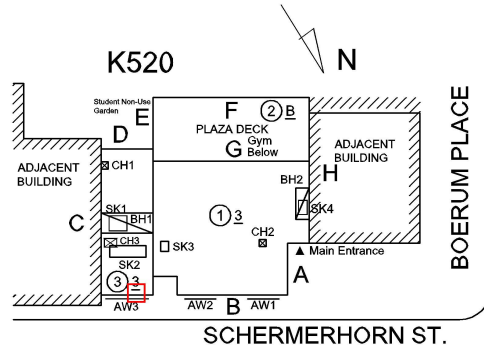 N
K520
Student Non-Use
Garden
E
F
2 B
PLAZA DECK
D
G Gym
Below
ADJACENT
BUILDING
CH1
ADJACENT
BUILDING
BH2
H
SK1
BH1
C
1 3
SK4
CH3
SK3
CH2
SK2
Main Entrance
3 3
A
AW3
AW2
B
AW1
BOERUM PLACE
SCHERMERHORN ST.